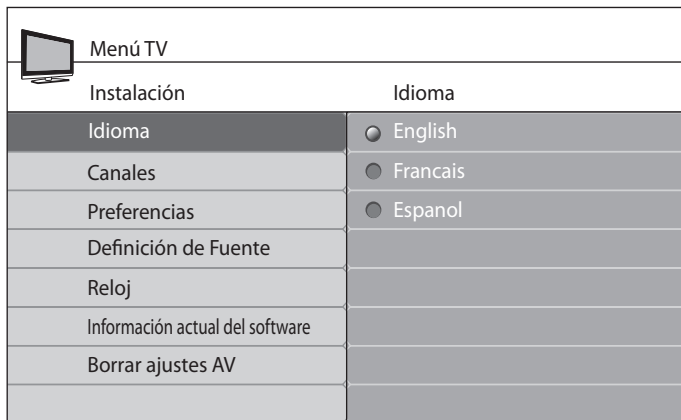 Menú TV
Instalación Idioma
Idioma English
Canales Francais
Preferencias Espanol
Definición de Fuente
Reloj
Información actual del software
Borrar ajustes AV